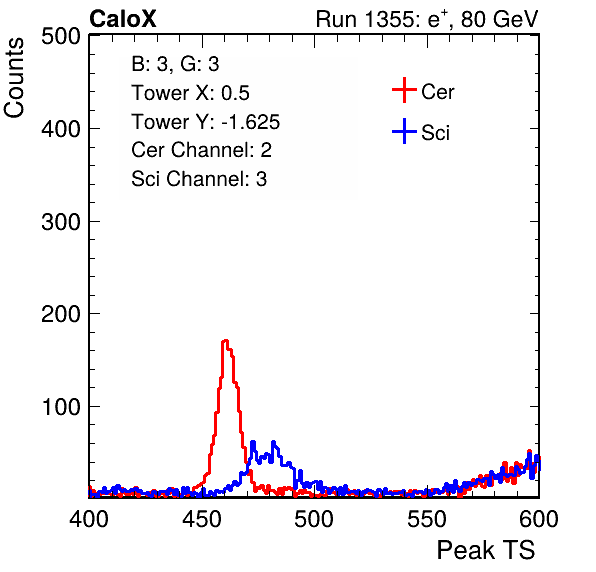 CaloX Run 1355: e⁺, 80 GeV
Counts
500
400
300
200
100
B: 3, G: 3
Tower X: 0.5
Tower Y: -1.625
Cer Channel: 2
Sci Channel: 3
Cer
Sci
400 450 500 550 600
Peak TS